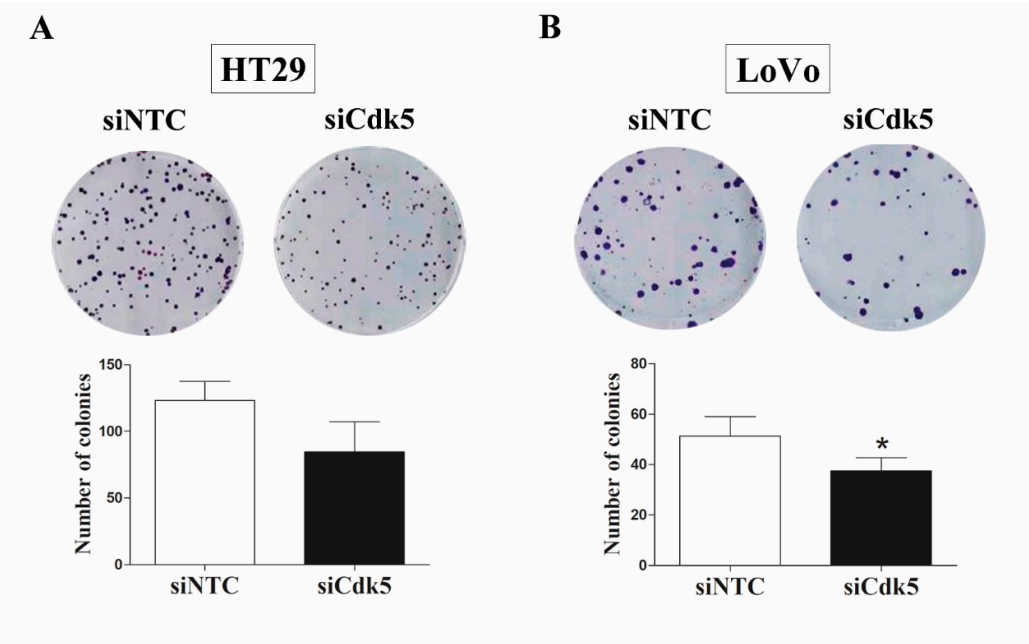 A
HT29
siNTC siCdk5
150
100
50
0
Number of colonies
siNTC siCdk5
B
LoVo
siNTC siCdk5
80
60
40
20
0
Number of colonies
*
siNTC siCdk5